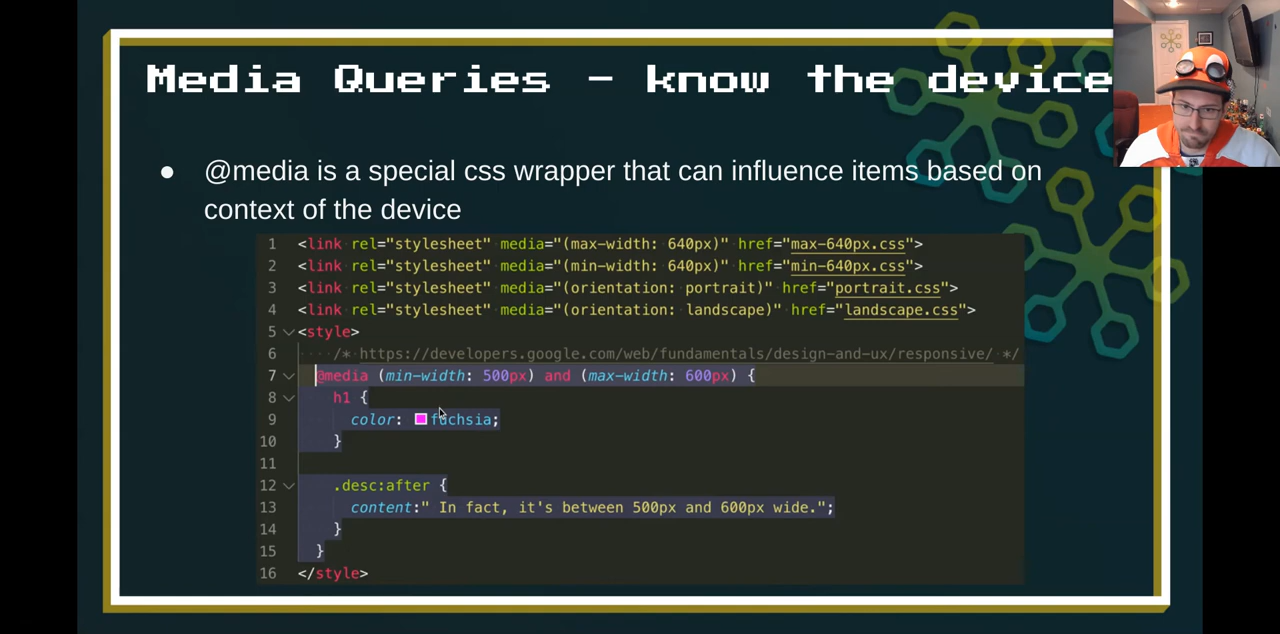 Media Queries - know the device
● @media is a special css wrapper that can influence items based on
context of the device
1 <link rel="stylesheet" media="(max-width: 640px)" href="max-640px.css">
2 <link rel="stylesheet" media="(min-width: 640px)" href="min-640px.css">
3 <link rel="stylesheet" media="(orientation: portrait)" href="portrait.css">
4 <link rel="stylesheet" media="(orientation: landscape)" href="landscape.css">
5 <style>
6 /* https://developers.google.com/web/fundamentals/design-and-ux/responsive/ */
7 @media (min-width: 500px) and (max-width: 600px) {
8 h1 {
9 color: fuchsia;
10 }
11
12 .desc:after {
13 content:" In fact, it's between 500px and 600px wide.";
14 }
15 }
16 </style>